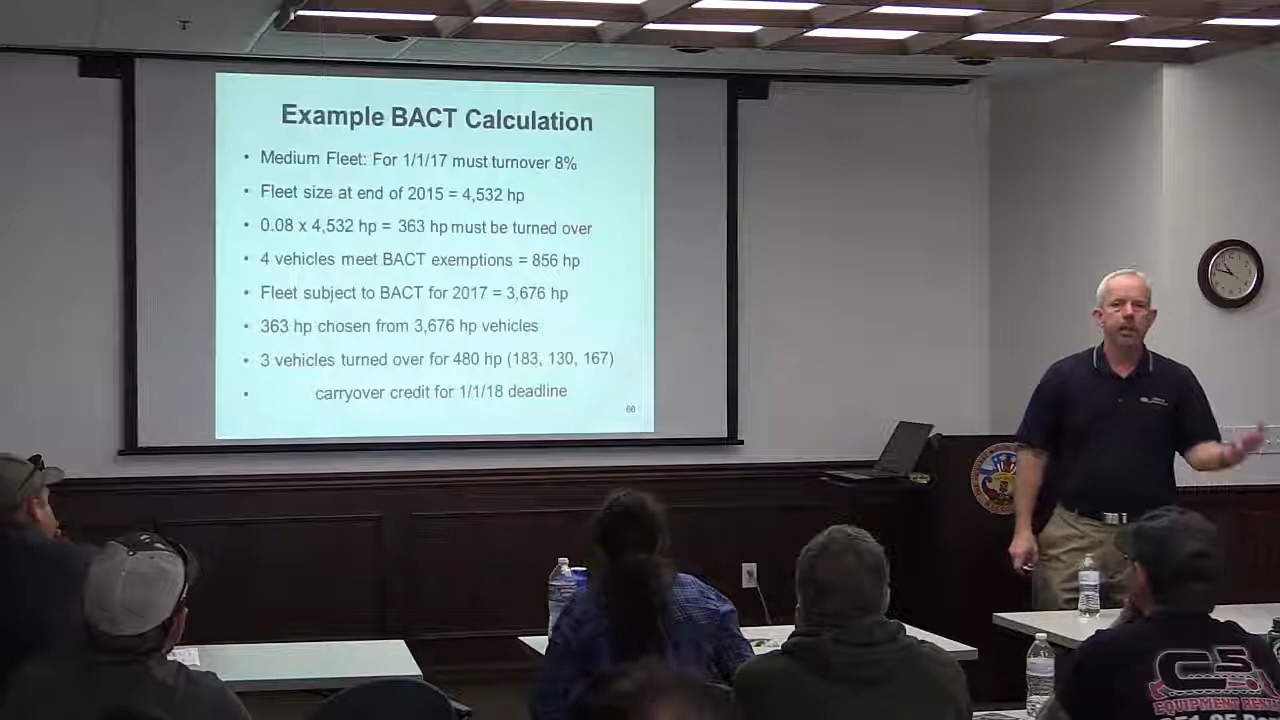 Example BACT Calculation
• Medium Fleet: For 1/1/17 must turnover 8%
• Fleet size at end of 2015 = 4,532 hp
• 0.08 x 4,532 hp = 363 hp must be turned over
• 4 vehicles meet BACT exemptions = 856 hp
• Fleet subject to BACT for 2017 = 3,676 hp
• 363 hp chosen from 3,676 hp vehicles
• 3 vehicles turned over for 480 hp (183, 130, 167)
• carryover credit for 1/1/18 deadline
66
C5
EQUIPMENT